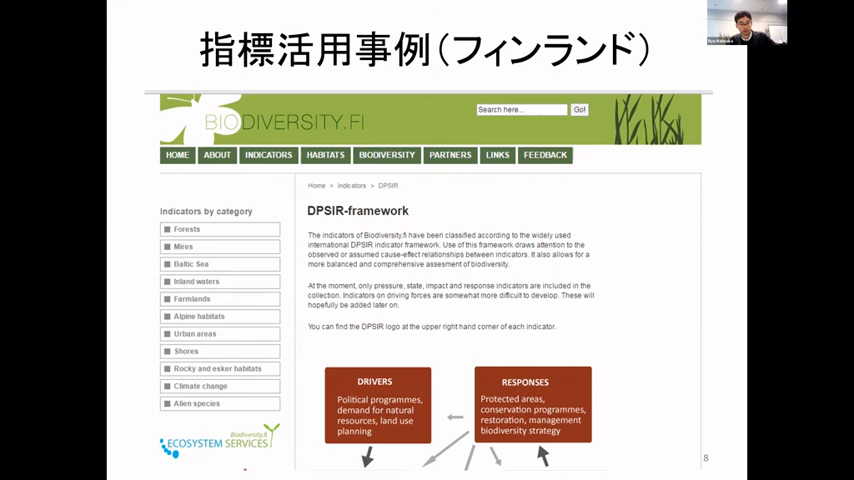 指標活用事例（フィンランド）
BIODIVERSITY.FI
Search here...
Go!
HOME
ABOUT
INDICATORS
HABITATS
BIODIVERSITY
PARTNERS
LINKS
FEEDBACK
Home > Indicators > DPSIR
Indicators by category
Forests
Mires
Baltic Sea
Inland waters
Farmlands
Alpine habitats
Urban areas
Shores
Rocky and esker habitats
Climate change
Alien species
Biodiversity.fi
ECOSYSTEM SERVICES
DPSIR-framework
The indicators of Biodiversity.fi have been classified according to the widely used
international DPSIR indicator framework. Use of this framework draws attention to the
observed or assumed cause-effect relationships between indicators. It also allows for a
more balanced and comprehensive assesment of biodiversity.
At the moment, only pressure, state, impact and response indicators are included in the
collection. Indicators on driving forces are somewhat more difficult to develop. These will
hopefully be added later on.
You can find the DPSIR logo at the upper right hand corner of each indicator.
DRIVERS
Political programmes,
demand for natural
resources, land use
planning
RESPONSES
Protected areas,
conservation programmes,
restoration, management
biodiversity strategy
8